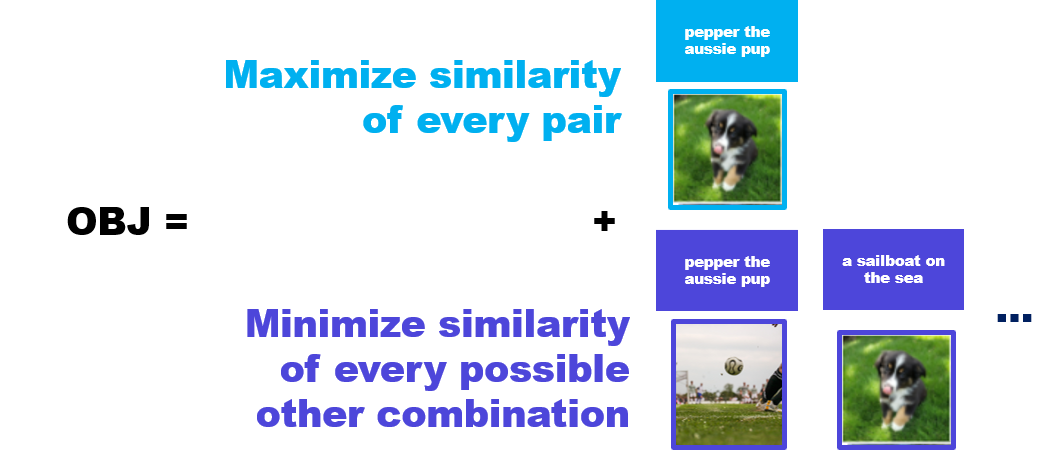 pepper the
aussie pup
Maximize similarity
of every pair
OBJ =
+
pepper the
aussie pup
a sailboat on
the sea
Minimize similarity
of every possible
other combination
...